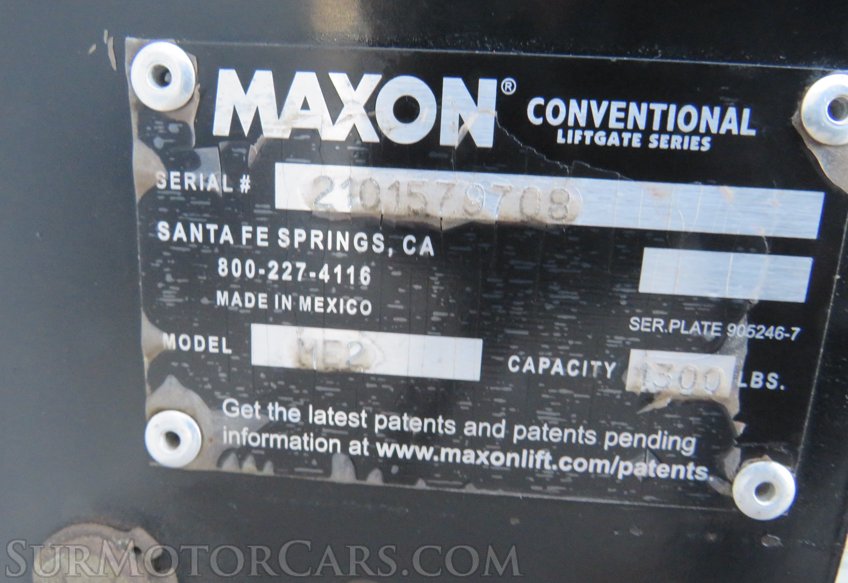 MAXON® CONVENTIONAL
LIFTGATE SERIES
SERIAL # 2101579708
SANTA FE SPRINGS, CA
800-227-4116
MADE IN MEXICO
SER.PLATE 905246-7
MODEL ME2 CAPACITY 1300 LBS.
Get the latest patents and patents pending
information at www.maxonlift.com/patents.
SurMotorCars.com